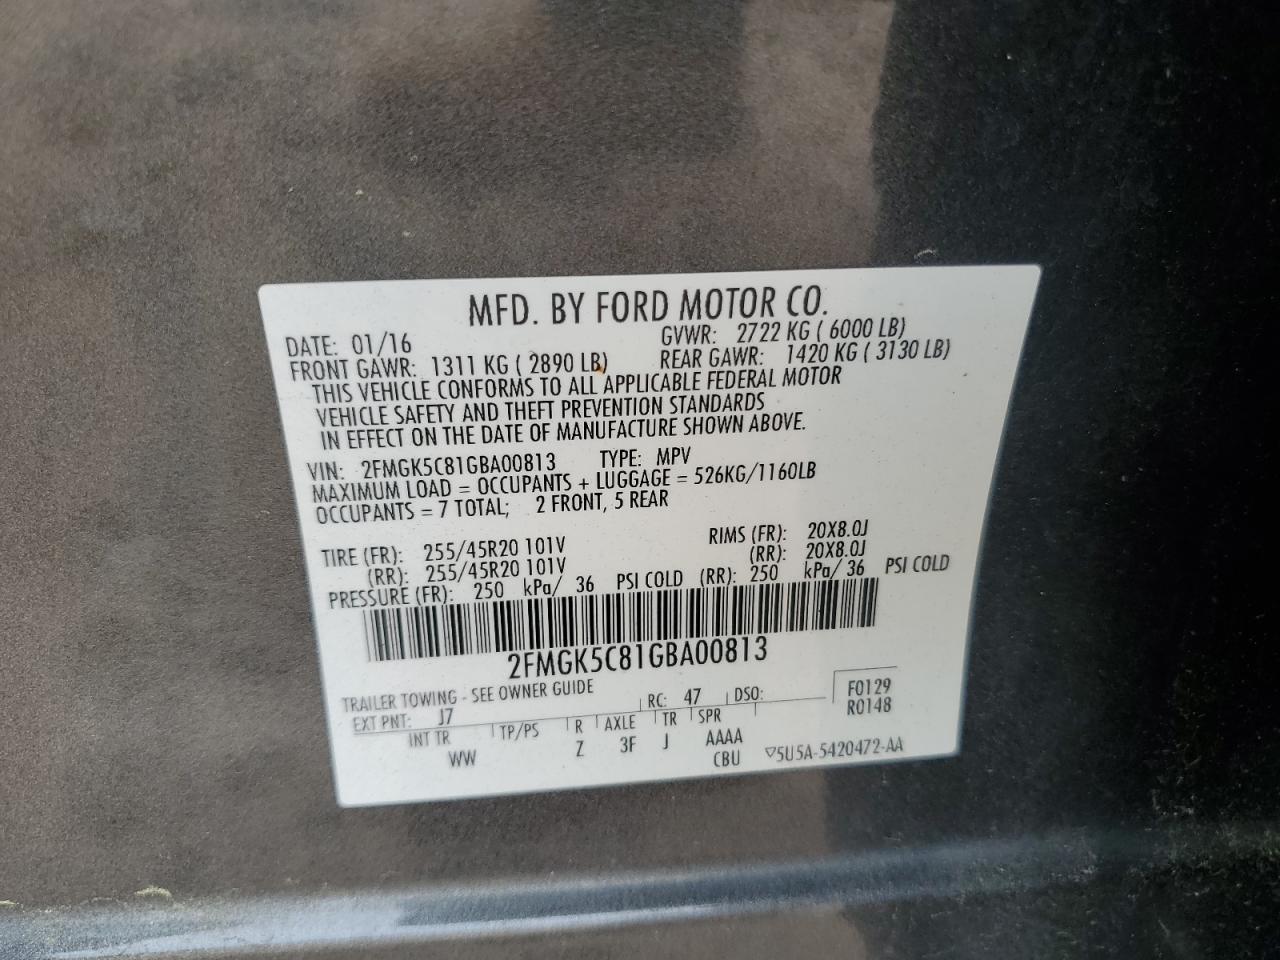 MFD. BY FORD MOTOR CO.
DATE: 01/16 GVWR: 2722 KG ( 6000 LB)
FRONT GAWR: 1311 KG ( 2890 LB) REAR GAWR: 1420 KG ( 3130 LB)
THIS VEHICLE CONFORMS TO ALL APPLICABLE FEDERAL MOTOR
VEHICLE SAFETY AND THEFT PREVENTION STANDARDS
IN EFFECT ON THE DATE OF MANUFACTURE SHOWN ABOVE.
VIN: 2FMGK5C81GBA00813 TYPE: MPV
MAXIMUM LOAD = OCCUPANTS + LUGGAGE = 526KG/1160LB
OCCUPANTS = 7 TOTAL; 2 FRONT, 5 REAR
TIRE (FR): 255/45R20 101V RIMS (FR): 20X8.0J
(RR): 255/45R20 101V (RR): 20X8.0J
PRESSURE (FR): 250 kPa/ 36 PSI COLD (RR): 250 kPa/ 36 PSI COLD
2FMGK5C81GBA00813
TRAILER TOWING - SEE OWNER GUIDE
EXT PNT: J7 RC: 47 DSO: F0129
R0148
INT TR TP/PS R AXLE TR SPR
WW Z 3F J AAAA
CBU ▽5U5A-5420472-AA